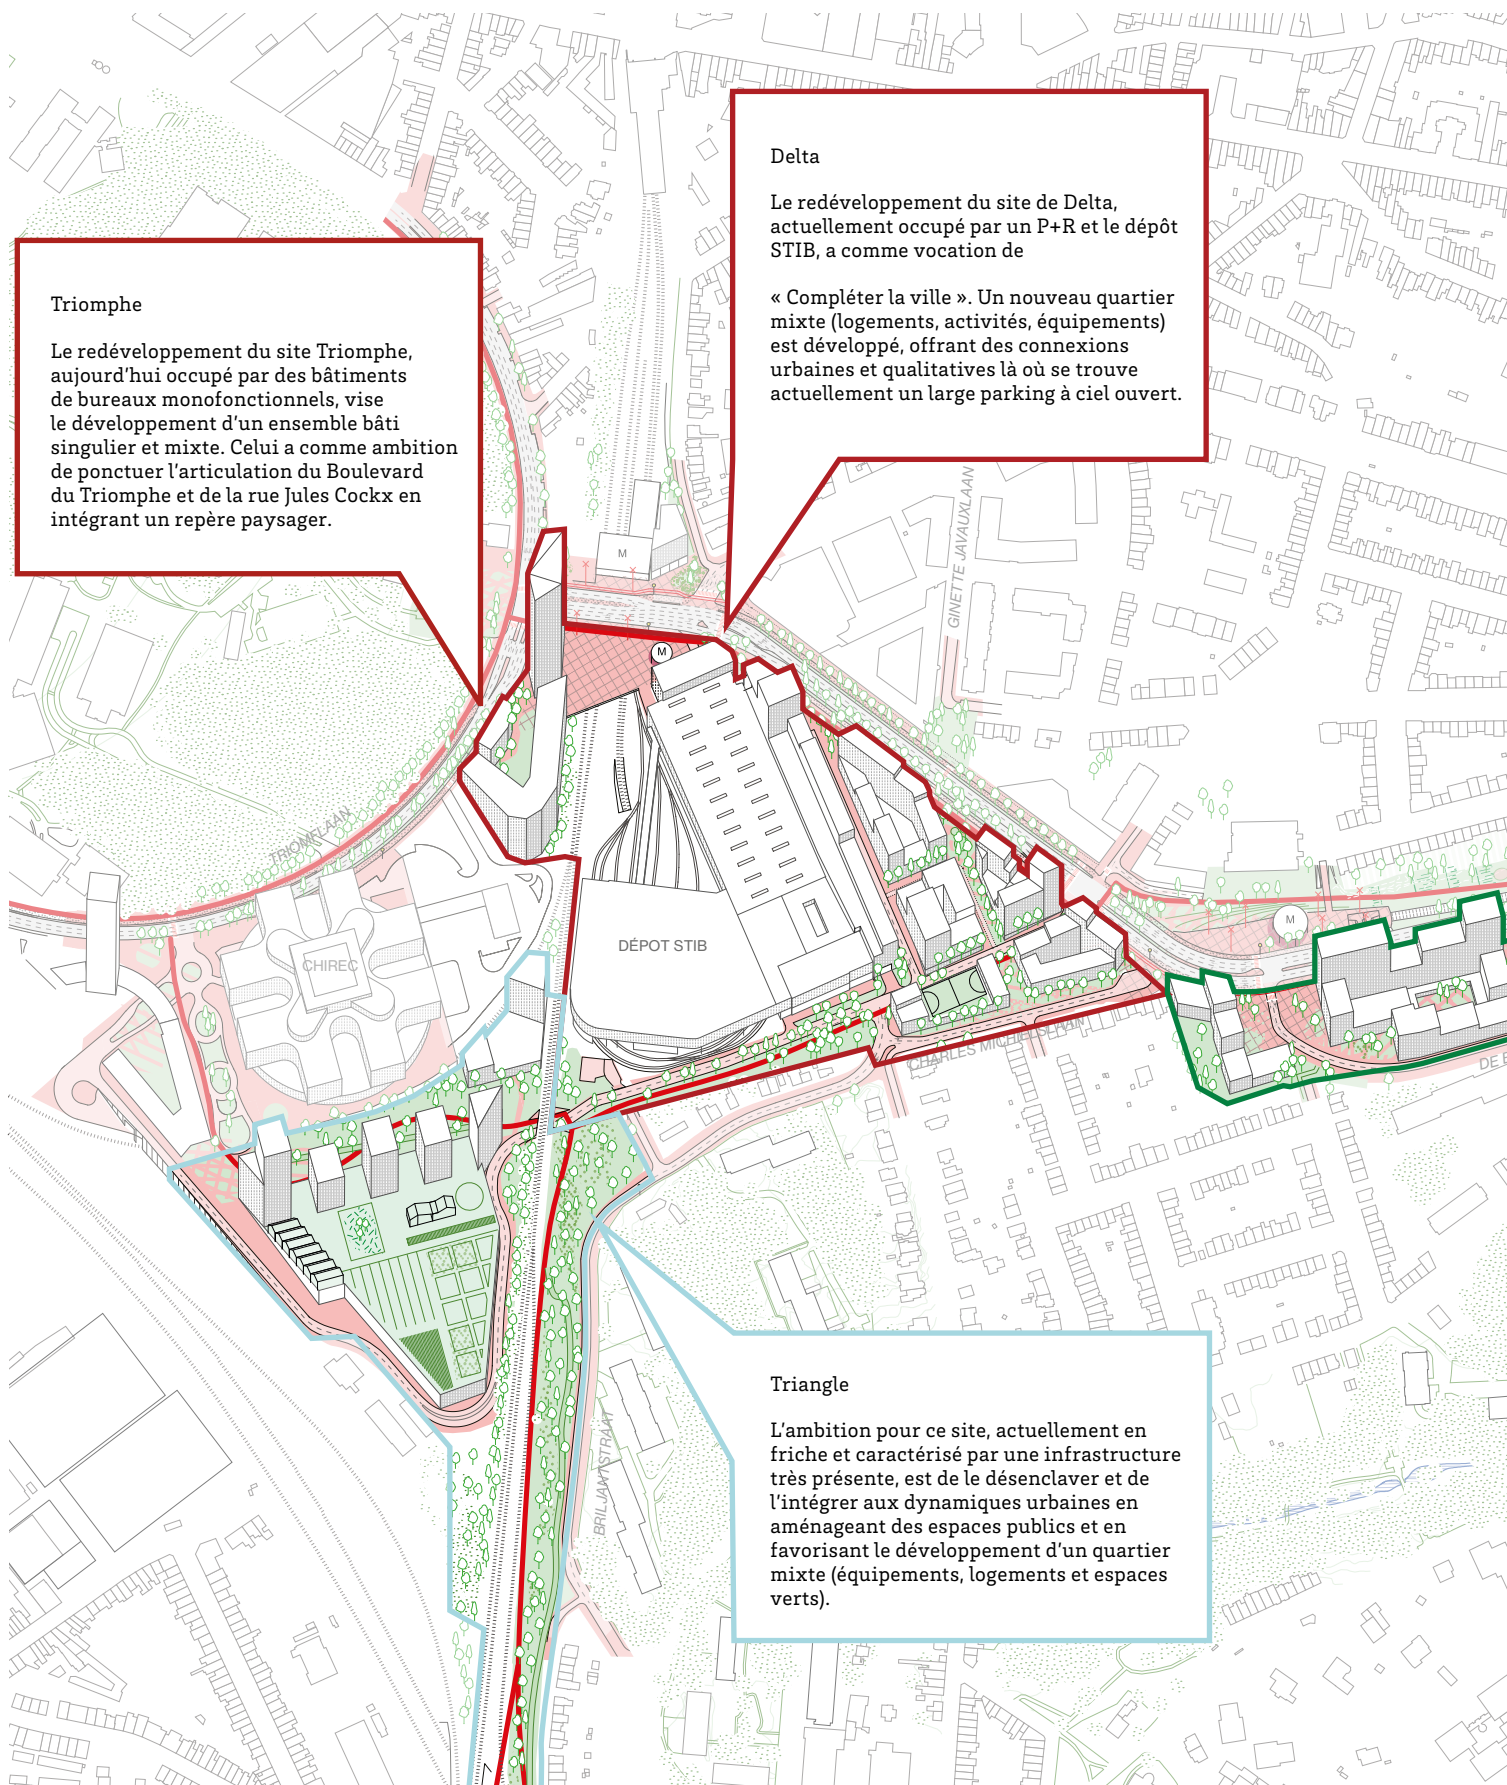 Delta
Le redéveloppement du site de Delta,
actuellement occupé par un P+R et le dépôt
STIB, a comme vocation de
« Compléter la ville ». Un nouveau quartier
mixte (logements, activités, équipements)
est développé, offrant des connexions
urbaines et qualitatives là où se trouve
actuellement un large parking à ciel ouvert.
Triomphe
Le redéveloppement du site Triomphe,
aujourd'hui occupé par des bâtiments
de bureaux monofonctionnels, vise
le développement d'un ensemble bâti
singulier et mixte. Celui a comme ambition
de ponctuer l'articulation du Boulevard
du Triomphe et de la rue Jules Cockx en
intégrant un repère paysager.
GINETTE JAVAUXLAAN
M
M
TRIOMFLAAN
M
DÉPOT STIB
CHIREC
CHARLES MICHIELSLAAN
Triangle
L'ambition pour ce site, actuellement en
friche et caractérisé par une infrastructure
très présente, est de le désenclaver et de
l'intégrer aux dynamiques urbaines en
aménageant des espaces publics et en
favorisant le développement d'un quartier
mixte (équipements, logements et espaces
verts).
BRILJANTSTRAAT